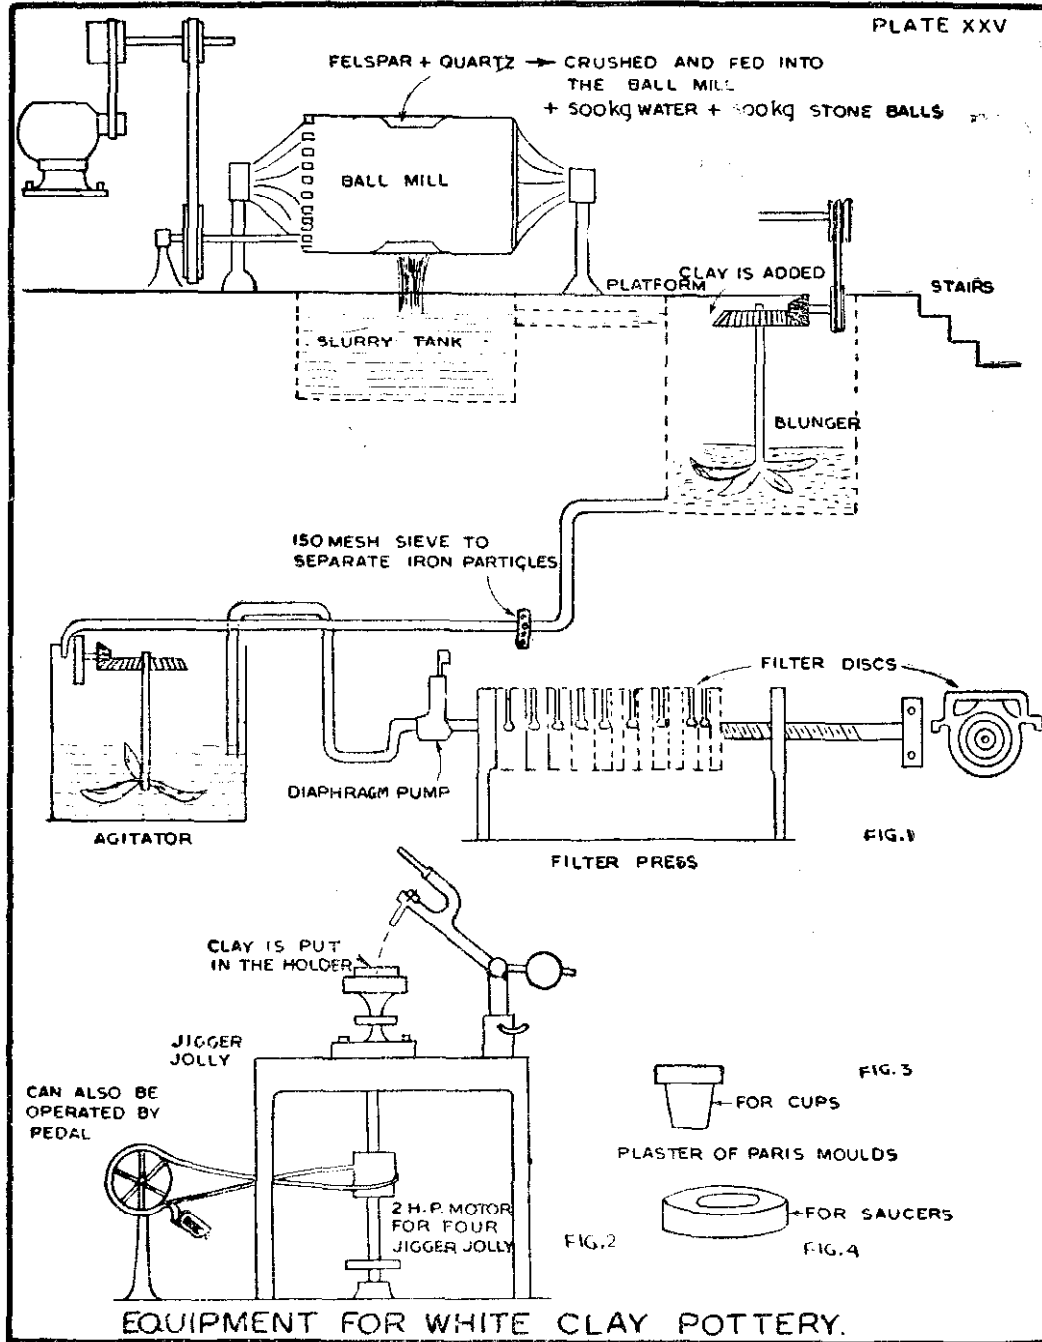 PLATE XXV
FELSPAR + QUARTZ → CRUSHED AND FED INTO
THE BALL MILL
+ 500kg WATER + 500kg STONE BALLS
BALL MILL
PLATFORM
CLAY IS ADDED
STAIRS
SLURRY TANK
BLUNGER
150 MESH SIEVE TO
SEPARATE IRON PARTICLES
FILTER DISCS
DIAPHRAGM PUMP
AGITATOR
FIG.1
FILTER PRESS
CLAY IS PUT
IN THE HOLDER
JIGGER
JOLLY
CAN ALSO BE
OPERATED BY
PEDAL
2 H.P. MOTOR
FOR FOUR
JIGGER JOLLY
FIG.2
FIG.3
FOR CUPS
PLASTER OF PARIS MOULDS
FOR SAUCERS
FIG.4
EQUIPMENT FOR WHITE CLAY POTTERY.